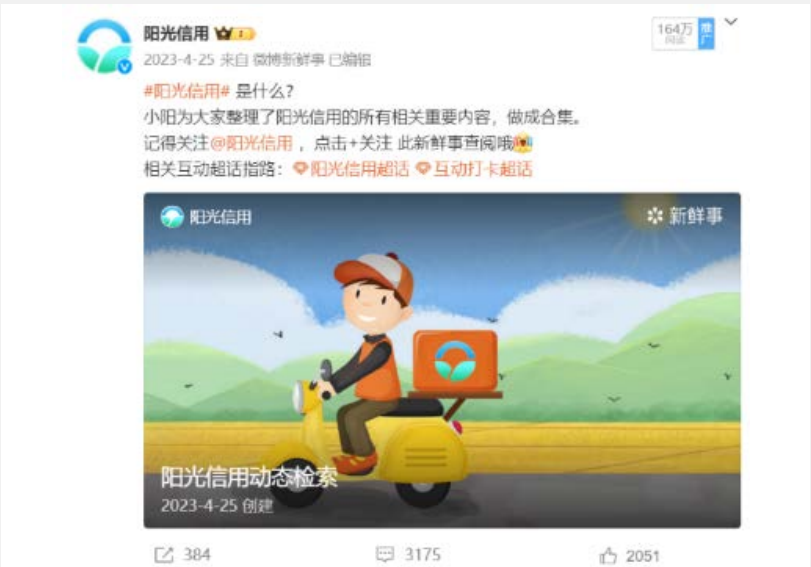 阳光信用
164万
阅读
推广
2023-4-25 来自 微博新鲜事 已编辑
#阳光信用# 是什么?
小阳为大家整理了阳光信用的所有相关重要内容，做成合集。
记得关注@阳光信用 ，点击+关注 此新鲜事查阅哦
相关互动超话指路： 阳光信用超话 互动打卡超话
阳光信用
新鲜事
阳光信用动态检索
2023-4-25 创建
384
3175
2051